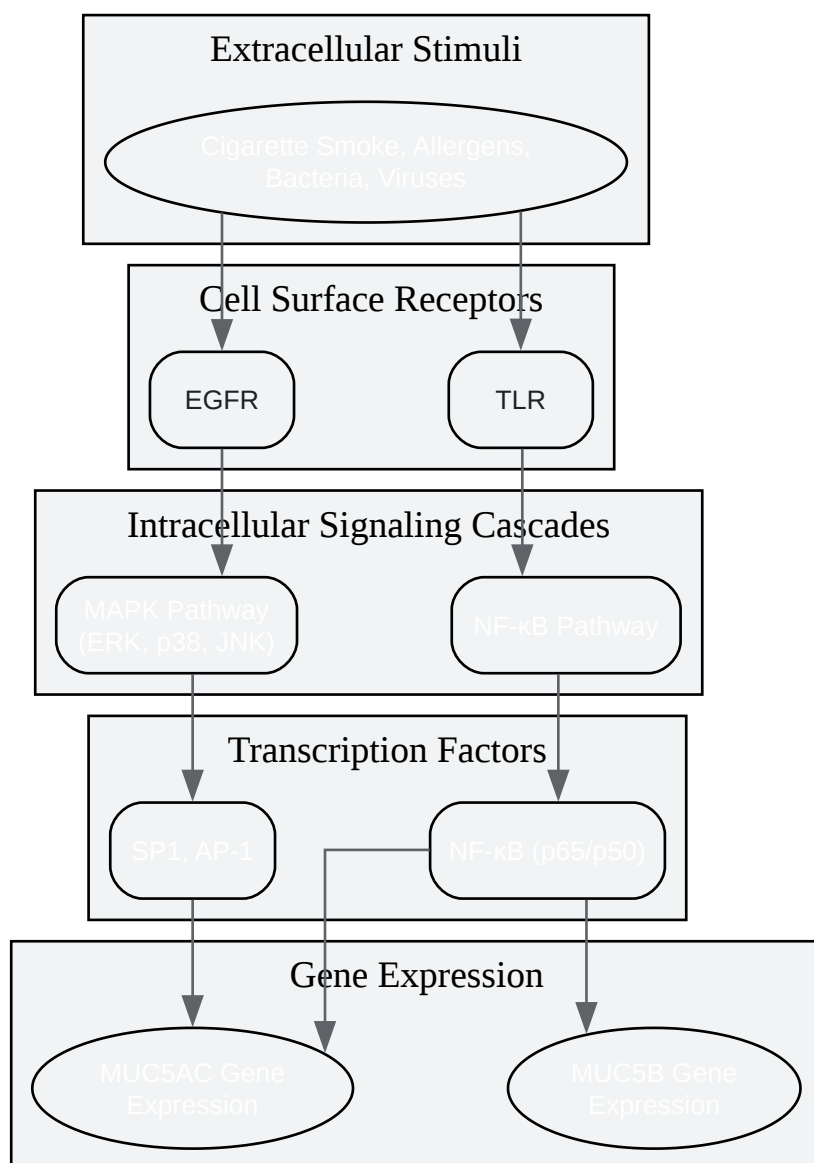 Extracellular Stimuli
Cigarette Smoke, Allergens,
Bacteria, Viruses
Cell Surface Receptors
EGFR
TLR
Intracellular Signaling Cascades
MAPK Pathway
(ERK, p38, JNK)
NF-κB Pathway
Transcription Factors
SP1, AP-1
NF-κB (p65/p50)
Gene Expression
MUC5AC Gene
Expression
MUC5B Gene
Expression